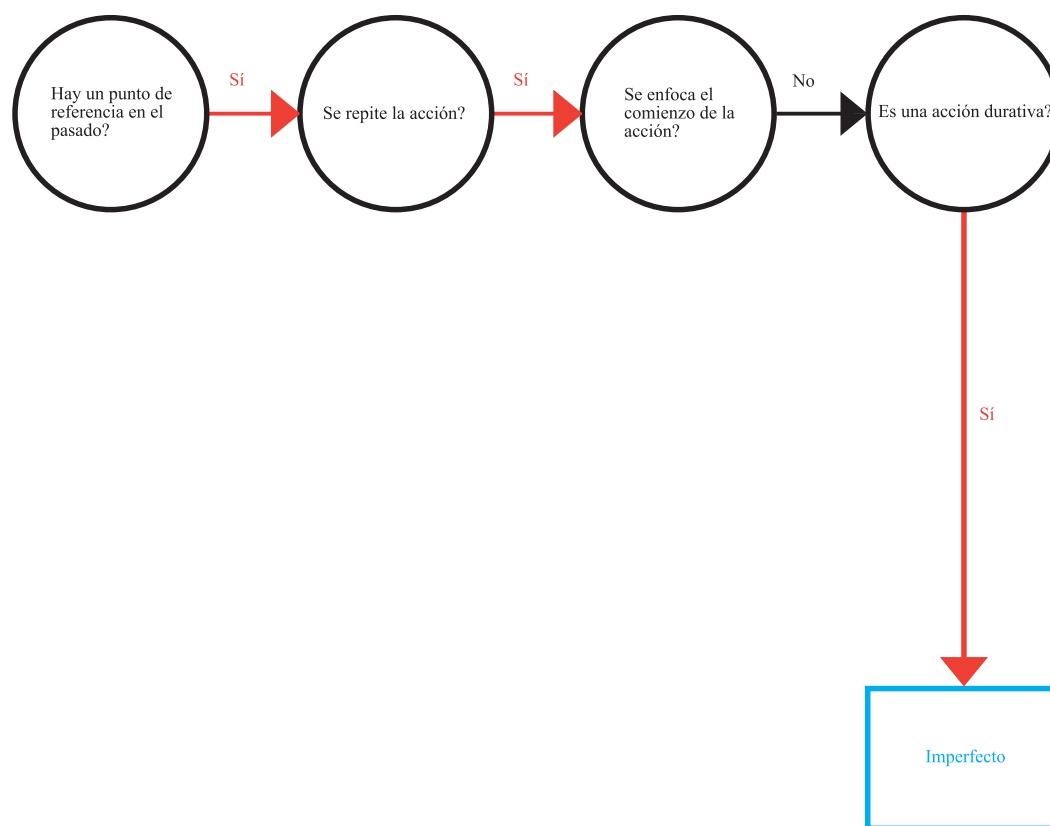 Hay un punto de
referencia en el
pasado?
Sí
Se repite la acción?
Sí
Se enfoca el
comienzo de la
acción?
No
Es una acción durativa?
Sí
Imperfecto